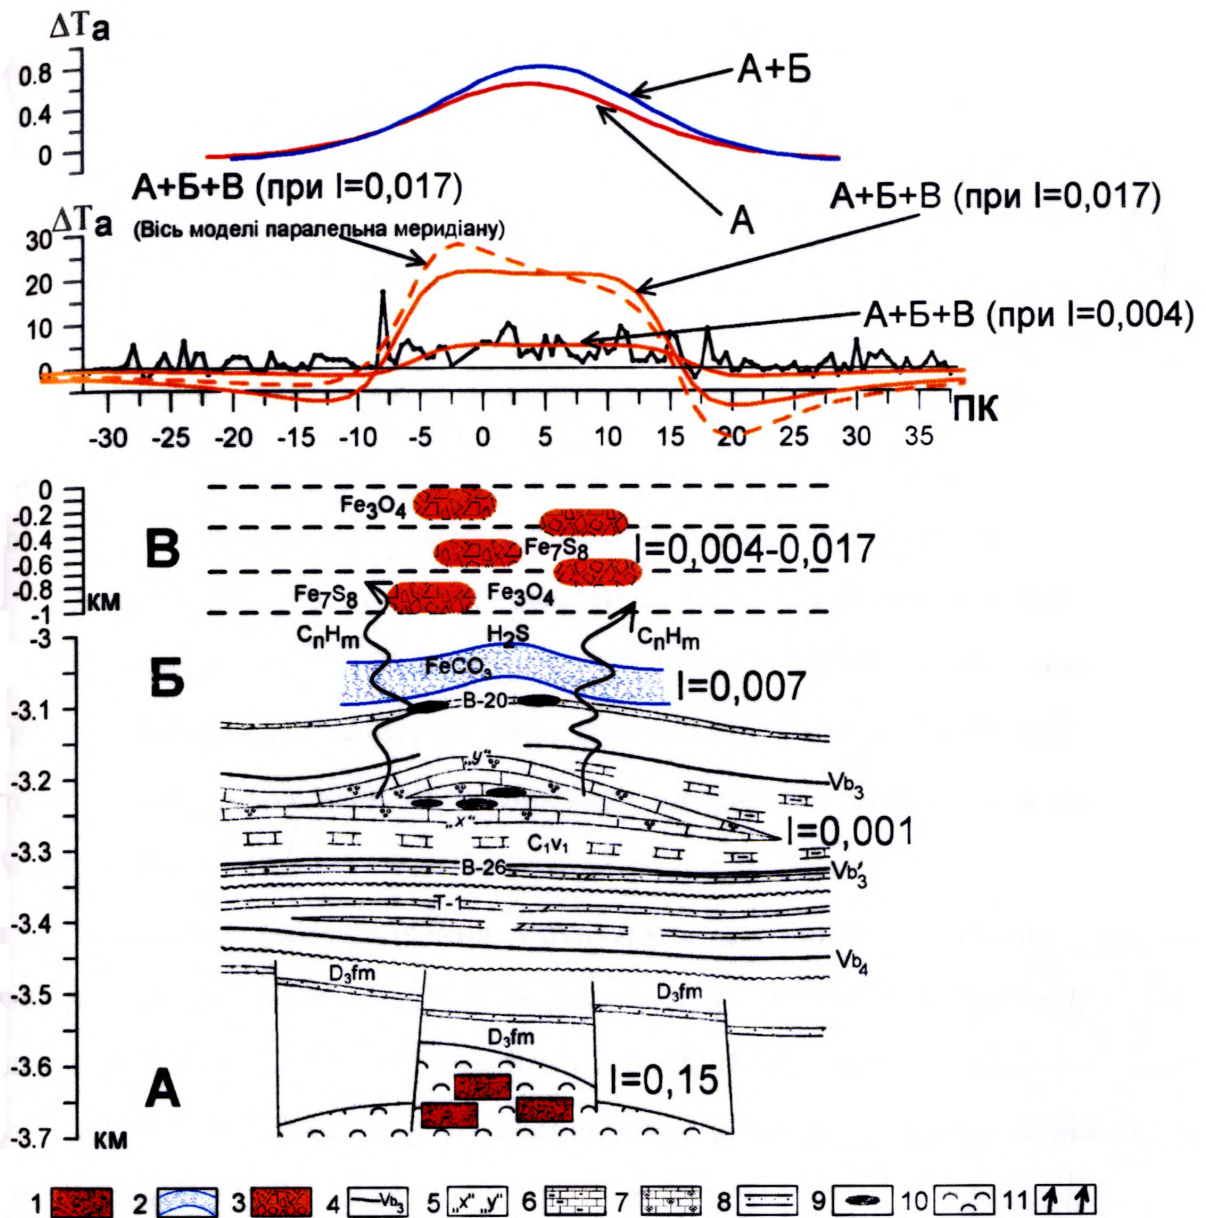 ΔTa
0.8
0.4
0
А+Б
А
А+Б+В (при I=0,017)
(Вісь моделі паралельна меридіану)
А+Б+В (при I=0,017)
А+Б+В (при I=0,004)
ΔTa
30
20
10
0
-30 -25 -20 -15 -10 -5 0 5 10 15 20 25 30 35 ПК
0
-0.2
-0.4
-0.6
-0.8
-1
км
В
Fe₃O₄
Fe₇S₈ I=0,004-0,017
Fe₇S₈ Fe₃O₄
CnHm H₂S CnHm
Б
-3
-3.1
-3.2
-3.3
-3.4
-3.5
-3.6
-3.7
км
FeCO₃ I=0,007
В-20
„y“
Vb₃
„x“ I=0,001
C₁v₁
В-26 Vb₃'
Т-1
Vb₄
D₃fm D₃fm
D₃fm
А I=0,15
1 2 3 4 Vb₃ 5 „x“ „y“ 6 7 8 9 10 11